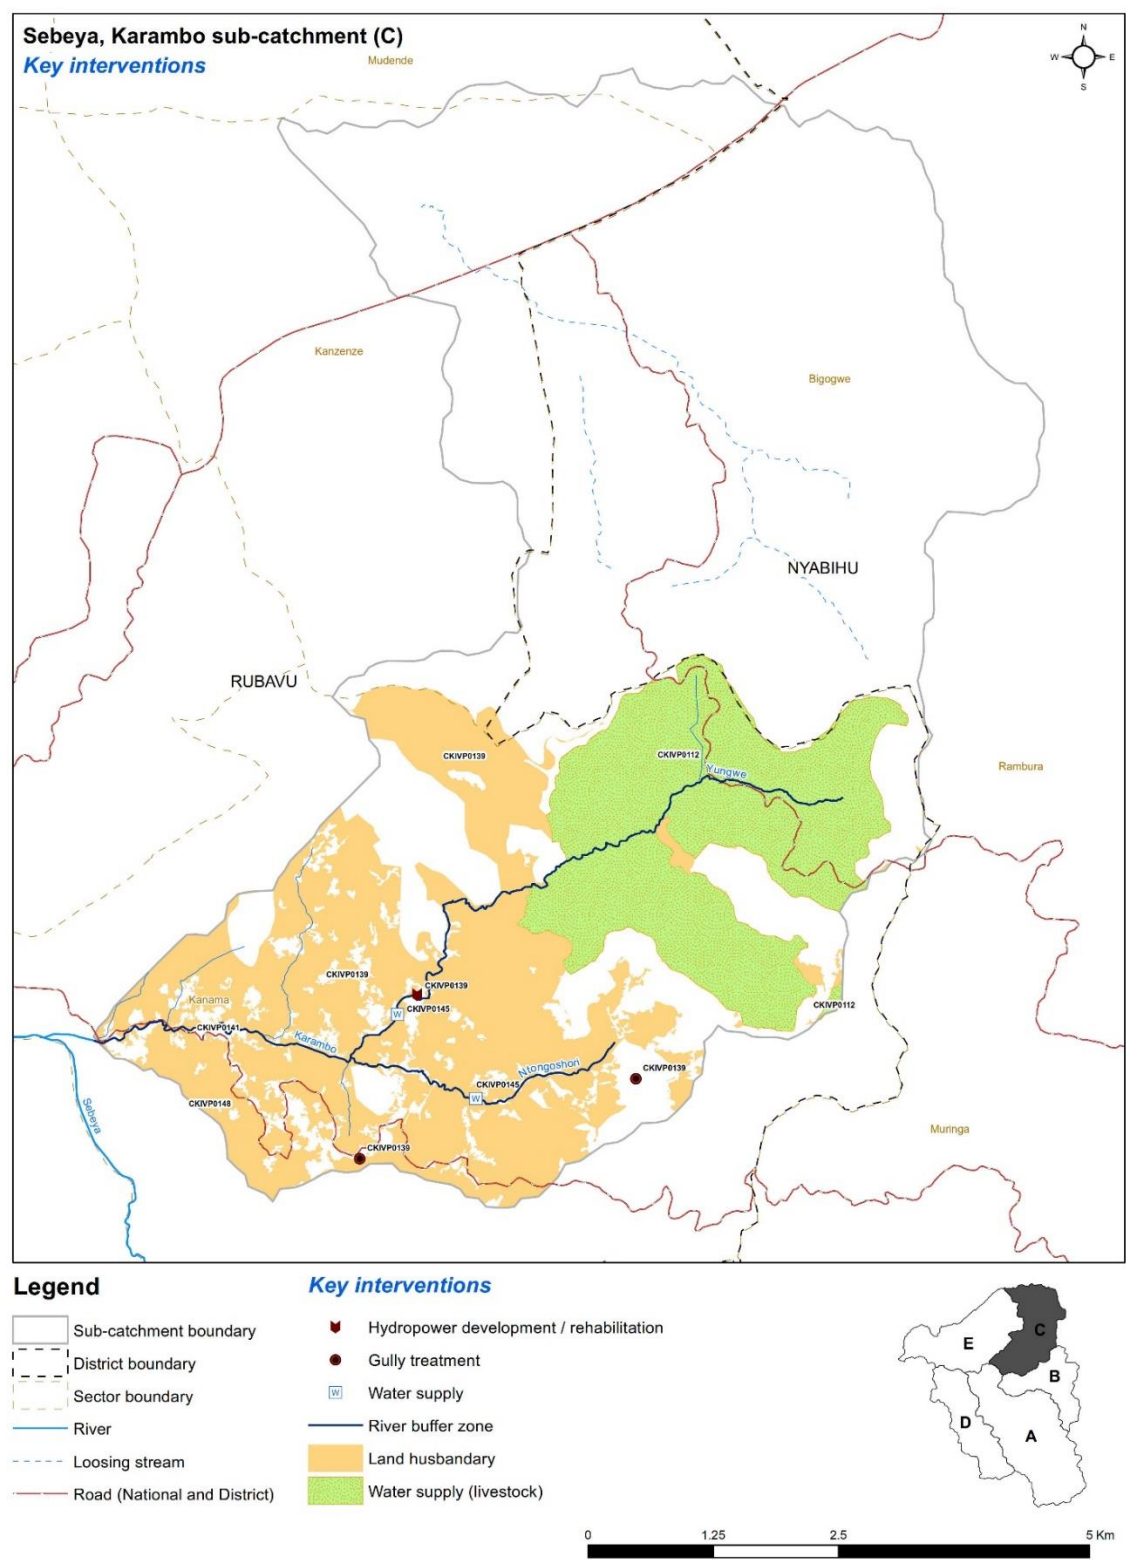 Sebeya, Karambo sub-catchment (C)
Key interventions
Mudende
N
W E
S
Kanzenze
Bigogwe
NYABIHU
RUBAVU
CKIVP0139
CKIVP0112
Yungwe
Rambura
CKIVP0139
CKIVP0139
CKIVP0145
W
CKIVP0112
Kanama
CKIVP0141
Karambo
Ntongoshori
CKIVP0139
CKIVP0145
W
CKIVP0148
Sebeya
CKIVP0139
Muringa
Legend
Sub-catchment boundary
District boundary
Sector boundary
River
Loosing stream
Road (National and District)
Key interventions
Hydropower development / rehabilitation
Gully treatment
W Water supply
River buffer zone
Land husbandary
Water supply (livestock)
C
E
B
D
A
0 1.25 2.5 5 Km